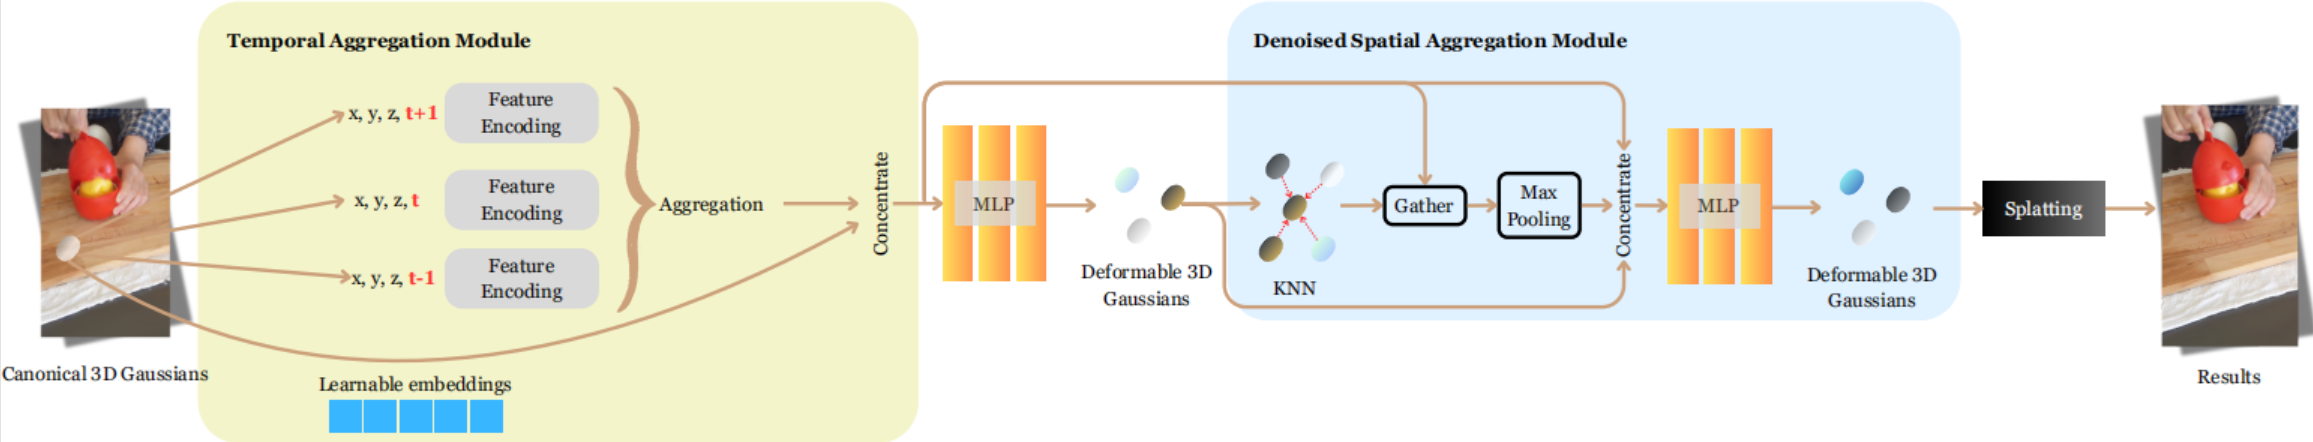 Temporal Aggregation Module
x, y, z, t+1
Feature
Encoding
x, y, z, t
Feature
Encoding
x, y, z, t-1
Feature
Encoding
Aggregation
Concentrate
Canonical 3D Gaussians
Learnable embeddings
MLP
Deformable 3D
Gaussians
Denoised Spatial Aggregation Module
KNN
Gather
Max
Pooling
Concentrate
MLP
Deformable 3D
Gaussians
Splatting
Results